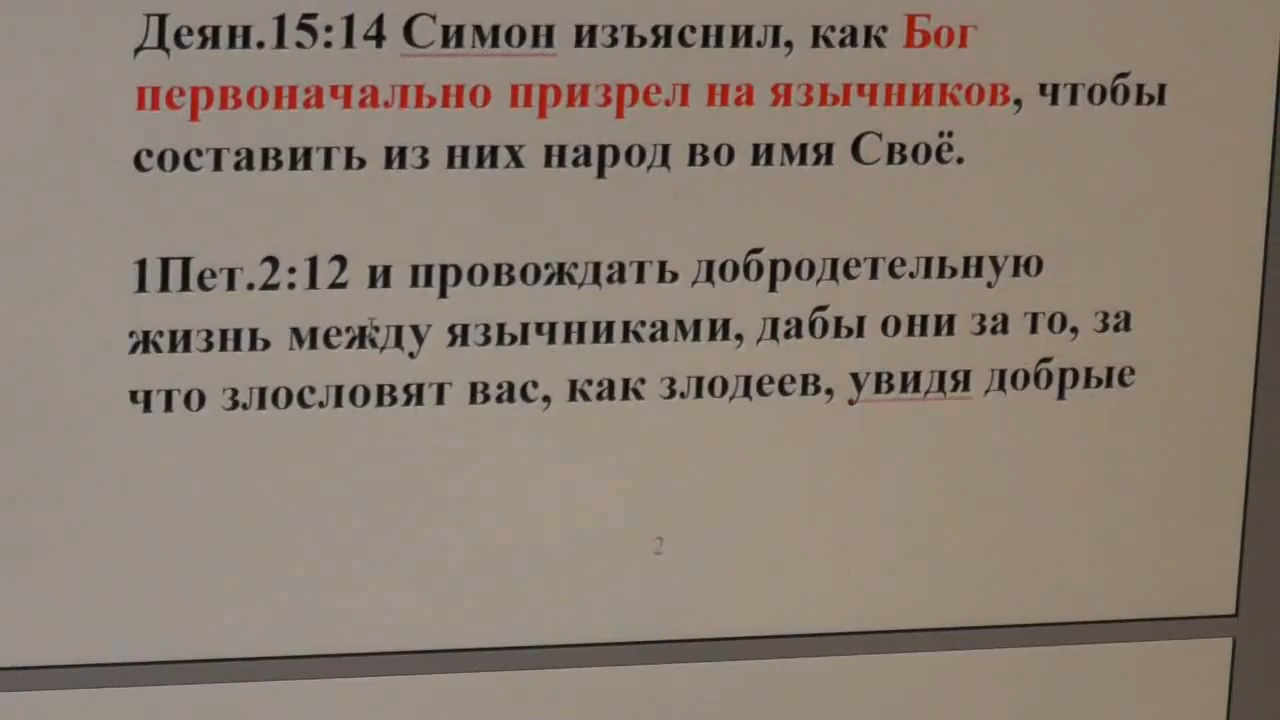 Деян.15:14 Симон изъяснил, как Бог
первоначально призрел на язычников, чтобы
составить из них народ во имя Своё.
1Пет.2:12 и провождать добродетельную
жизнь между язычниками, дабы они за то, за
что злословят вас, как злодеев, увидя добрые
2